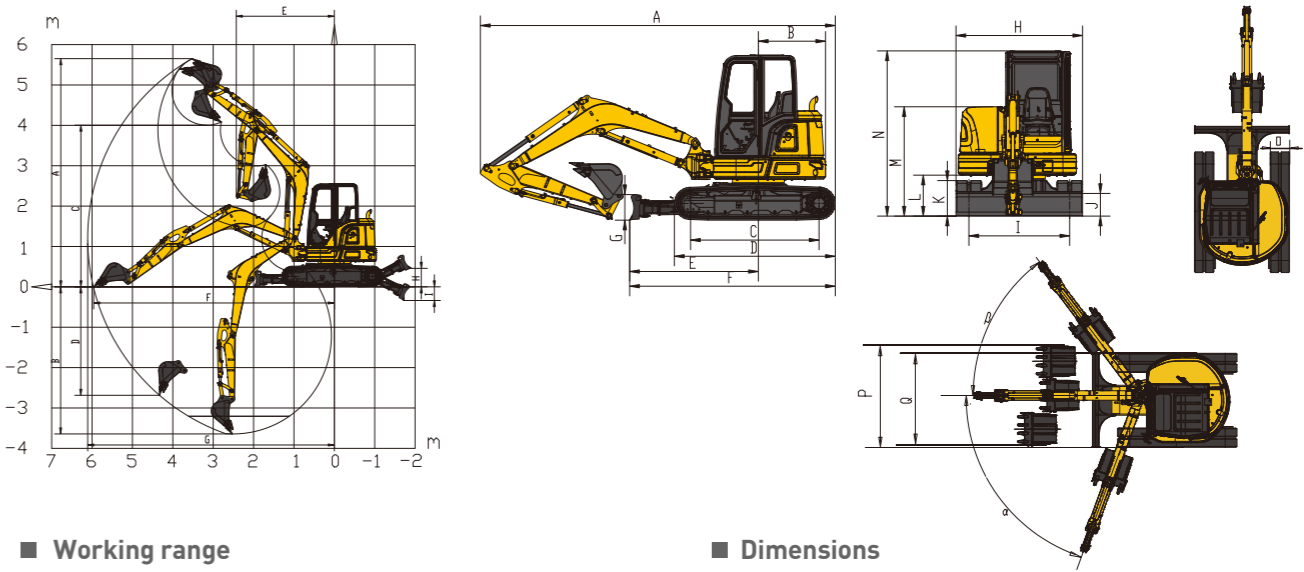 E
m
6
5
4
3
2
1
0
-1
-2
-3
-4
A
C
B
D
F
G
H
I
7 6 5 4 3 2 1 0 -1 -2
m
A
B
G
C
D
E
F
H
N
M
L
K
J
I
O
β
P
Q
α
Working range
Dimensions